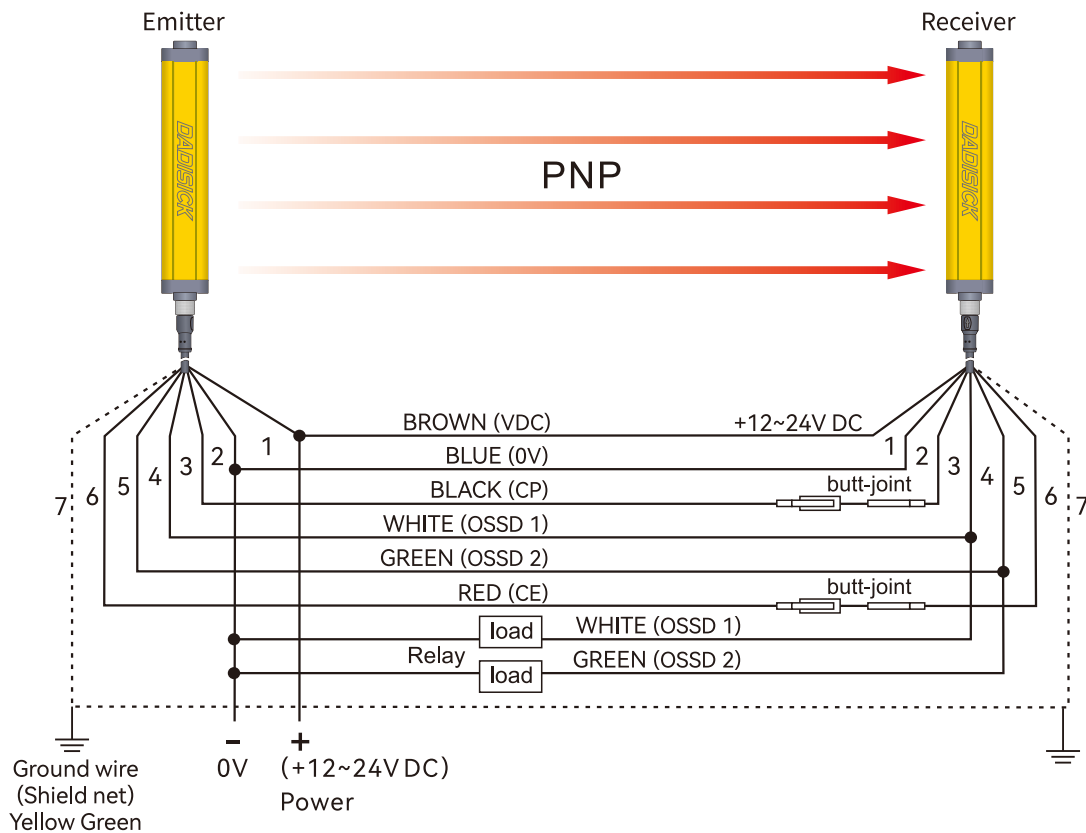 Emitter
Receiver
DADISICK
DADISICK
PNP
BROWN (VDC)
+12~24V DC
BLUE (0V)
BLACK (CP)
butt-joint
WHITE (OSSD 1)
GREEN (OSSD 2)
RED (CE)
butt-joint
7 6 5 4 3 2 1
1 2 3 4 5 6 7
load
WHITE (OSSD 1)
Relay
load
GREEN (OSSD 2)
- +
0V
(+12~24V DC)
Power
Ground wire
(Shield net)
Yellow Green